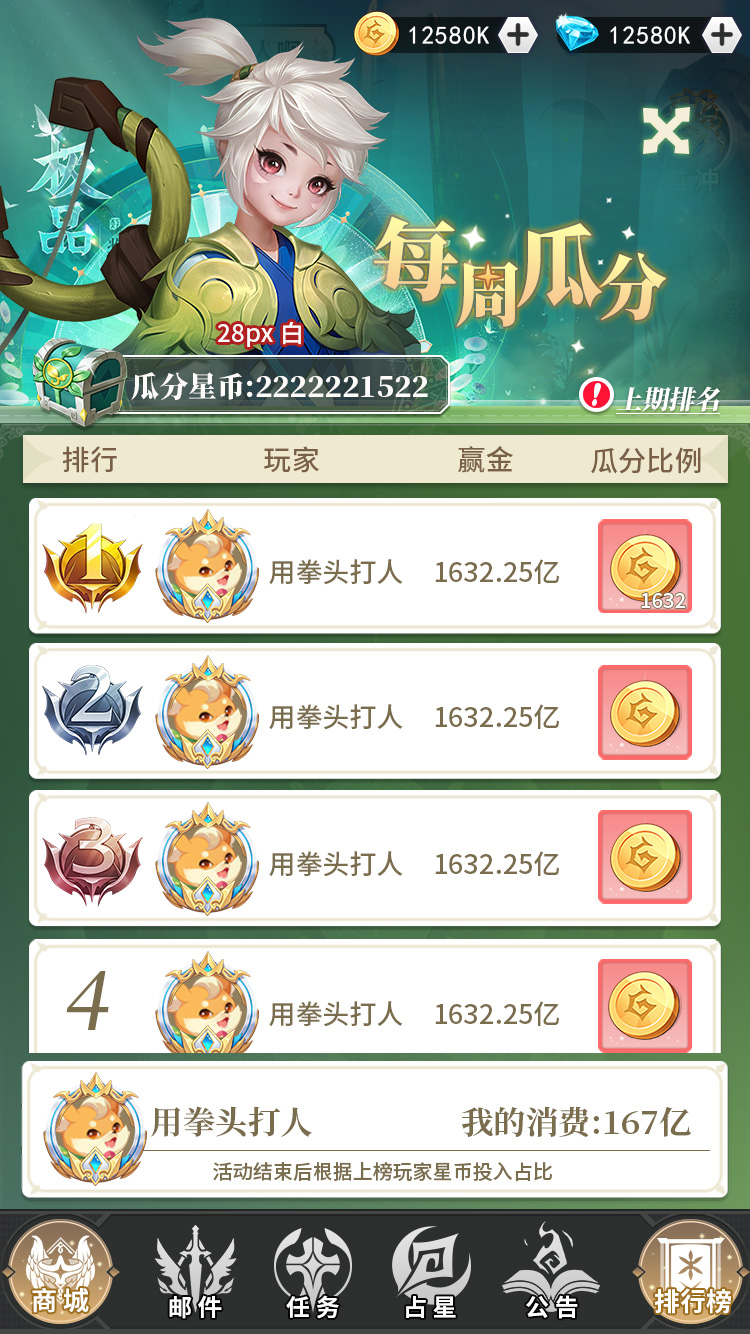 12580K 12580K
极品
每周瓜分
28px 白
瓜分星币:2222221522
上期排名
排行 玩家 赢金 瓜分比例
1 用拳头打人 1632.25亿 1632
2 用拳头打人 1632.25亿
3 用拳头打人 1632.25亿
4 用拳头打人 1632.25亿
用拳头打人 我的消费:167亿
活动结束后根据上榜玩家星币投入占比
商城 邮件 任务 占星 公告 排行榜